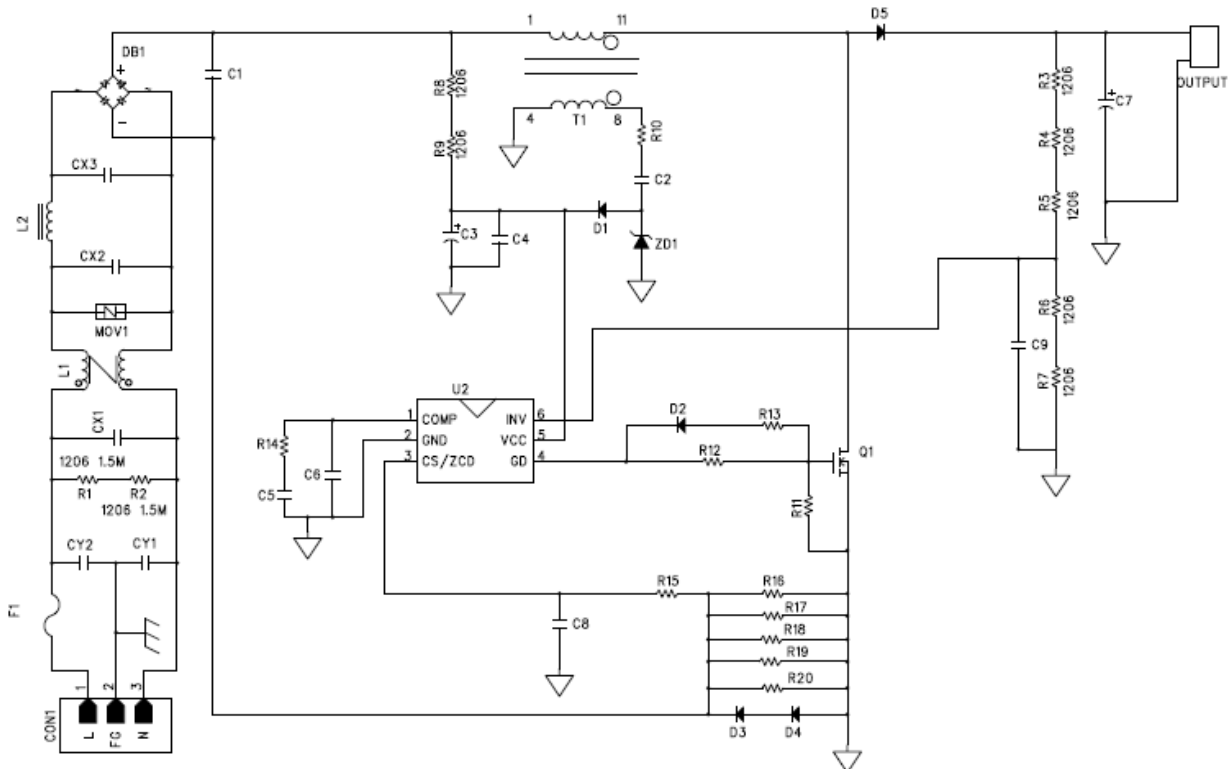 1 11 D5
DB1
+
C1
R8
1206
R3
1206
OUTPUT
-
4 T1 8 R10
C7
+
R9
1206
R4
1206
CX3
C2
L2
R5
1206
C3
+
C4
D1
ZD1
CX2
MOV1
R6
1206
C9
R7
1206
L1
U2
CX1
1 COMP INV 6
2 GND VCC 5
3 CS/ZCD GD 4
D2 R13
R14
R12 Q1
1206 1.5M
R1 R2
1206 1.5M
C5 C6
R11
CY2 CY1
R15 R16
F1
R17
C8
R18
R19
R20
1 2 3
CON1
L FG N
D3 D4